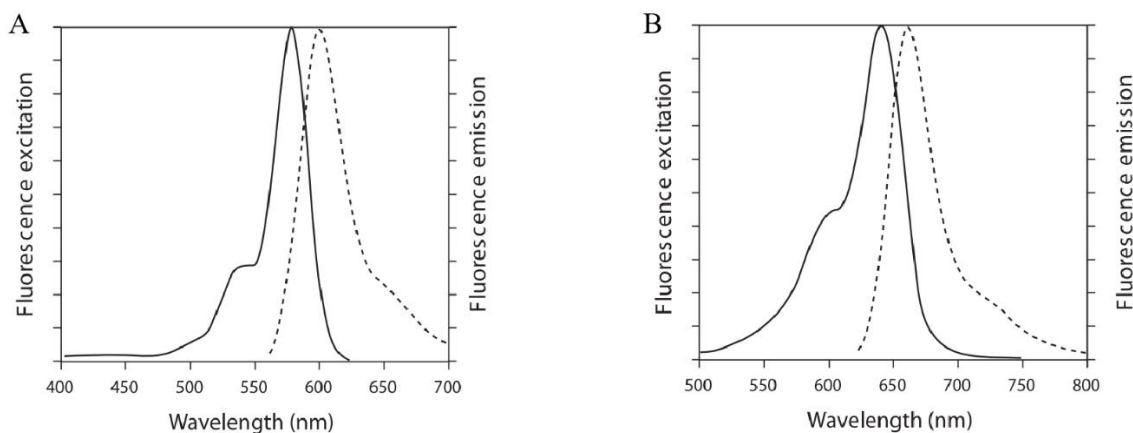 A
Fluorescence excitation
Fluorescence emission
400 450 500 550 600 650 700
Wavelength (nm)
B
Fluorescence excitation
Fluorescence emission
500 550 600 650 700 750 800
Wavelength (nm)